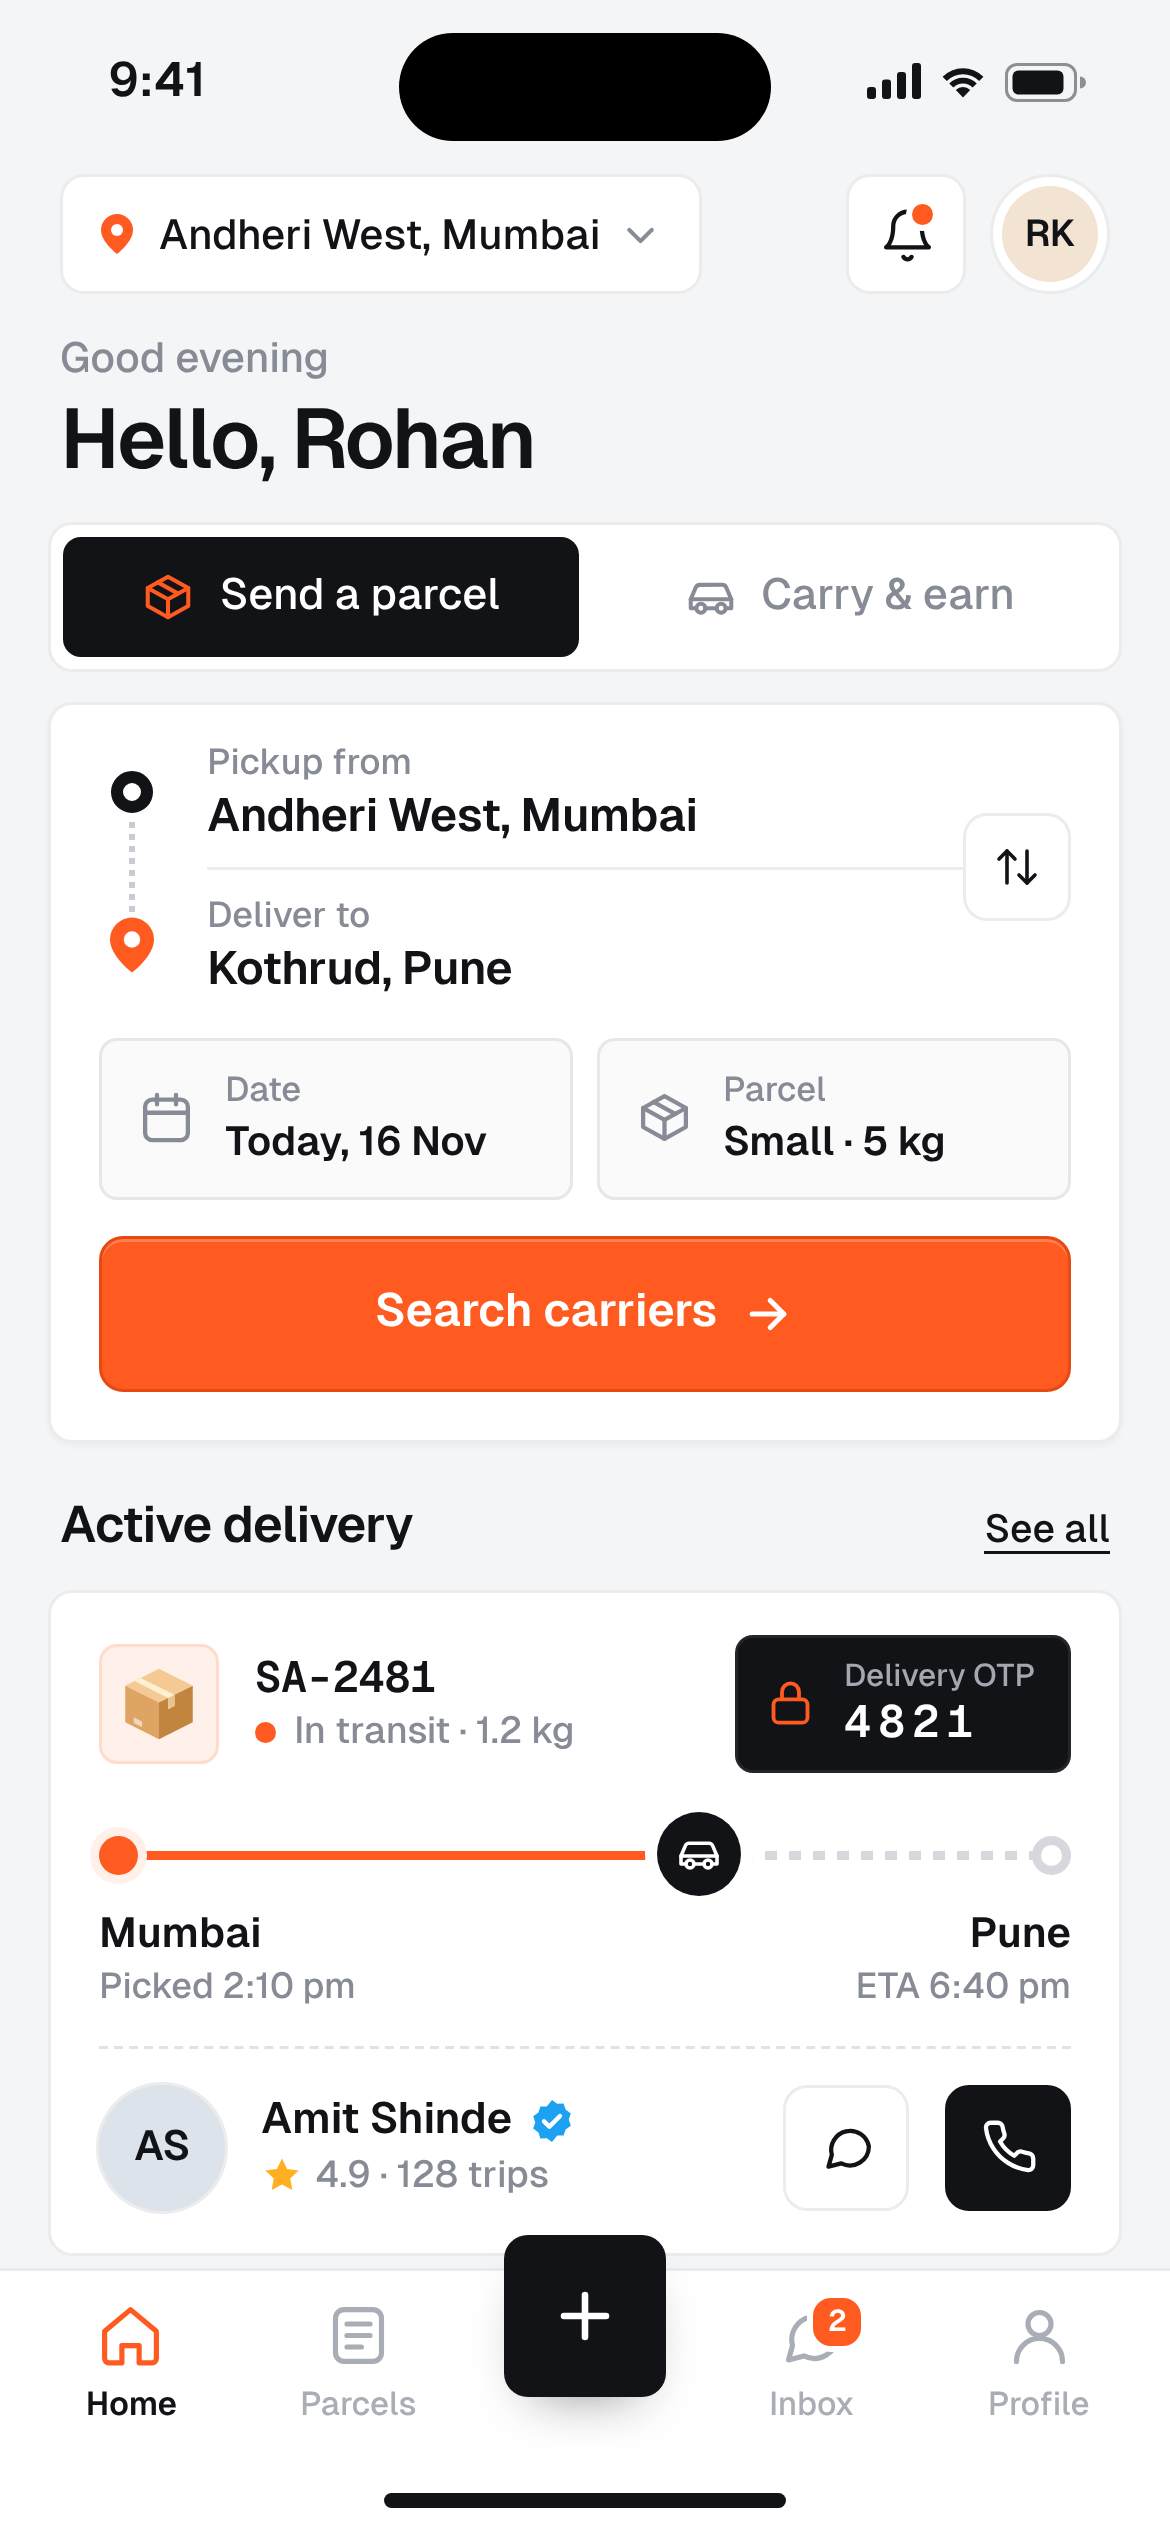 9:41
Andheri West, Mumbai
RK
Good evening
Hello, Rohan
Send a parcel
Carry & earn
Pickup from
Andheri West, Mumbai
Deliver to
Kothrud, Pune
Date
Today, 16 Nov
Parcel
Small · 5 kg
Search carriers
Active delivery
See all
SA-2481
In transit · 1.2 kg
Delivery OTP
4821
Mumbai
Picked 2:10 pm
Pune
ETA 6:40 pm
AS
Amit Shinde
4.9 · 128 trips
Home
Parcels
2
Inbox
Profile